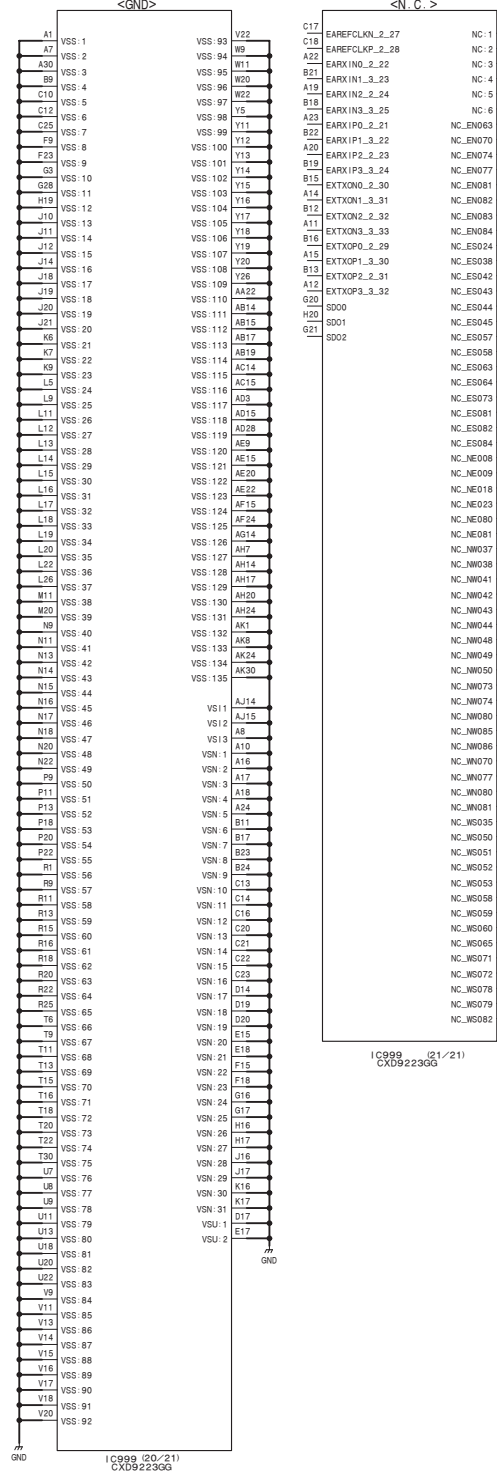 <GND>
A1 VSS:1
A7 VSS:2
A30 VSS:3
B9 VSS:4
C10 VSS:5
C12 VSS:6
C25 VSS:7
F9 VSS:8
F23 VSS:9
G3 VSS:10
G28 VSS:11
H19 VSS:12
J10 VSS:13
J11 VSS:14
J12 VSS:15
J14 VSS:16
J18 VSS:17
J19 VSS:18
J20 VSS:19
J21 VSS:20
K6 VSS:21
K7 VSS:22
K9 VSS:23
L5 VSS:24
L9 VSS:25
L11 VSS:26
L12 VSS:27
L13 VSS:28
L14 VSS:29
L15 VSS:30
L16 VSS:31
L17 VSS:32
L18 VSS:33
L19 VSS:34
L20 VSS:35
L22 VSS:36
L26 VSS:37
M11 VSS:38
M20 VSS:39
N9 VSS:40
N11 VSS:41
N13 VSS:42
N14 VSS:43
N15 VSS:44
N16 VSS:45
N17 VSS:46
N18 VSS:47
N20 VSS:48
N22 VSS:49
P9 VSS:50
P11 VSS:51
P13 VSS:52
P18 VSS:53
P20 VSS:54
P22 VSS:55
R1 VSS:56
R9 VSS:57
R11 VSS:58
R13 VSS:59
R15 VSS:60
R16 VSS:61
R18 VSS:62
R20 VSS:63
R22 VSS:64
R25 VSS:65
T6 VSS:66
T9 VSS:67
T11 VSS:68
T13 VSS:69
T15 VSS:70
T16 VSS:71
T18 VSS:72
T20 VSS:73
T22 VSS:74
T30 VSS:75
U7 VSS:76
U8 VSS:77
U9 VSS:78
U11 VSS:79
U13 VSS:80
U18 VSS:81
U20 VSS:82
U22 VSS:83
V9 VSS:84
V11 VSS:85
V13 VSS:86
V14 VSS:87
V15 VSS:88
V16 VSS:89
V17 VSS:90
V18 VSS:91
V20 VSS:92
GND
VSS:93 V22
VSS:94 W9
VSS:95 W11
VSS:96 W20
VSS:97 W22
VSS:98 Y5
VSS:99 Y11
VSS:100 Y12
VSS:101 Y13
VSS:102 Y14
VSS:103 Y15
VSS:104 Y16
VSS:105 Y17
VSS:106 Y18
VSS:107 Y19
VSS:108 Y20
VSS:109 Y26
VSS:110 AA22
VSS:111 AB14
VSS:112 AB15
VSS:113 AB17
VSS:114 AB19
VSS:115 AC14
VSS:116 AC15
VSS:117 AD3
VSS:118 AD15
VSS:119 AD28
VSS:120 AE9
VSS:121 AE15
VSS:122 AE20
VSS:123 AE22
VSS:124 AF15
VSS:125 AF24
VSS:126 AG14
VSS:127 AH7
VSS:128 AH14
VSS:129 AH17
VSS:130 AH20
VSS:131 AH24
VSS:132 AK1
VSS:133 AK8
VSS:134 AK24
VSS:135 AK30
VSI1 AJ14
VSI2 AJ15
VSI3 A8
VSN:1 A10
VSN:2 A16
VSN:3 A17
VSN:4 A18
VSN:5 A24
VSN:6 B11
VSN:7 B17
VSN:8 B23
VSN:9 B24
VSN:10 C13
VSN:11 C14
VSN:12 C16
VSN:13 C20
VSN:14 C21
VSN:15 C22
VSN:16 C23
VSN:17 D14
VSN:18 D19
VSN:19 D20
VSN:20 E15
VSN:21 E18
VSN:22 F15
VSN:23 F18
VSN:24 G16
VSN:25 G17
VSN:26 H16
VSN:27 H17
VSN:28 J16
VSN:29 J17
VSN:30 K16
VSN:31 K17
VSU:1 D17
VSU:2 E17
GND
IC999 (20/21)
CXD9223GG
<N.C.>
C17 EAREFCLKN_2_27
C18 EAREFCLKP_2_28
A22 EARXIN0_2_22
B21 EARXIN1_3_23
A19 EARXIN2_2_24
B18 EARXIN3_3_25
A23 EARXIP0_2_21
B22 EARXIP1_3_22
A20 EARXIP2_2_23
B19 EARXIP3_3_24
B15 EXTXON0_2_30
A14 EXTXON1_3_31
B12 EXTXON2_2_32
A11 EXTXON3_3_33
B16 EXTXOP0_2_29
A15 EXTXOP1_3_30
B13 EXTXOP2_2_31
A12 EXTXOP3_3_32
G20 SDO0
H20 SDO1
G21 SDO2
NC:1
NC:2
NC:3
NC:4
NC:5
NC:6
NC_EN063
NC_EN070
NC_EN074
NC_EN077
NC_EN081
NC_EN082
NC_EN083
NC_EN084
NC_ES024
NC_ES038
NC_ES042
NC_ES043
NC_ES044
NC_ES045
NC_ES057
NC_ES058
NC_ES063
NC_ES064
NC_ES073
NC_ES081
NC_ES082
NC_ES084
NC_NE008
NC_NE009
NC_NE018
NC_NE023
NC_NE080
NC_NE081
NC_NW037
NC_NW038
NC_NW041
NC_NW042
NC_NW043
NC_NW044
NC_NW048
NC_NW049
NC_NW050
NC_NW073
NC_NW074
NC_NW080
NC_NW085
NC_NW086
NC_WN070
NC_WN077
NC_WN080
NC_WN081
NC_WS035
NC_WS050
NC_WS051
NC_WS052
NC_WS053
NC_WS058
NC_WS059
NC_WS060
NC_WS065
NC_WS071
NC_WS072
NC_WS078
NC_WS079
NC_WS082
IC999 (21/21)
CXD9223GG